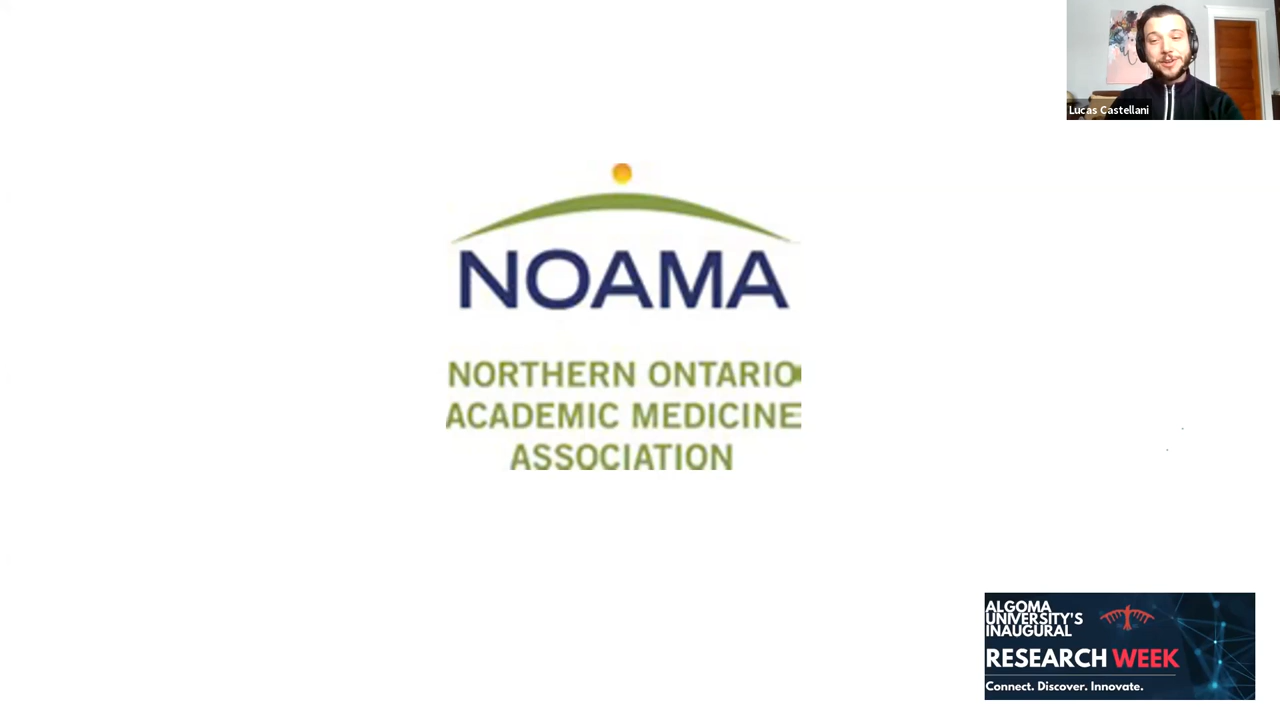 Lucas Castellani
NOAMA
NORTHERN ONTARIO
ACADEMIC MEDICINE
ASSOCIATION
ALGOMA
UNIVERSITY'S
INAUGURAL
RESEARCH WEEK
Connect. Discover. Innovate.